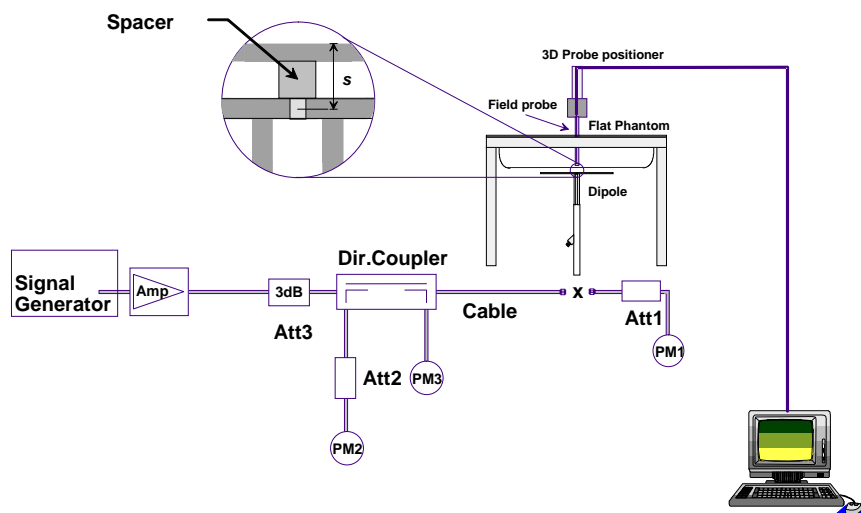 Spacer
s
3D Probe positioner
Field probe
Flat Phantom
Dipole
Signal
Generator
Amp
3dB
Att3
Dir.Coupler
Cable
x
Att1
PM1
Att2
PM3
PM2